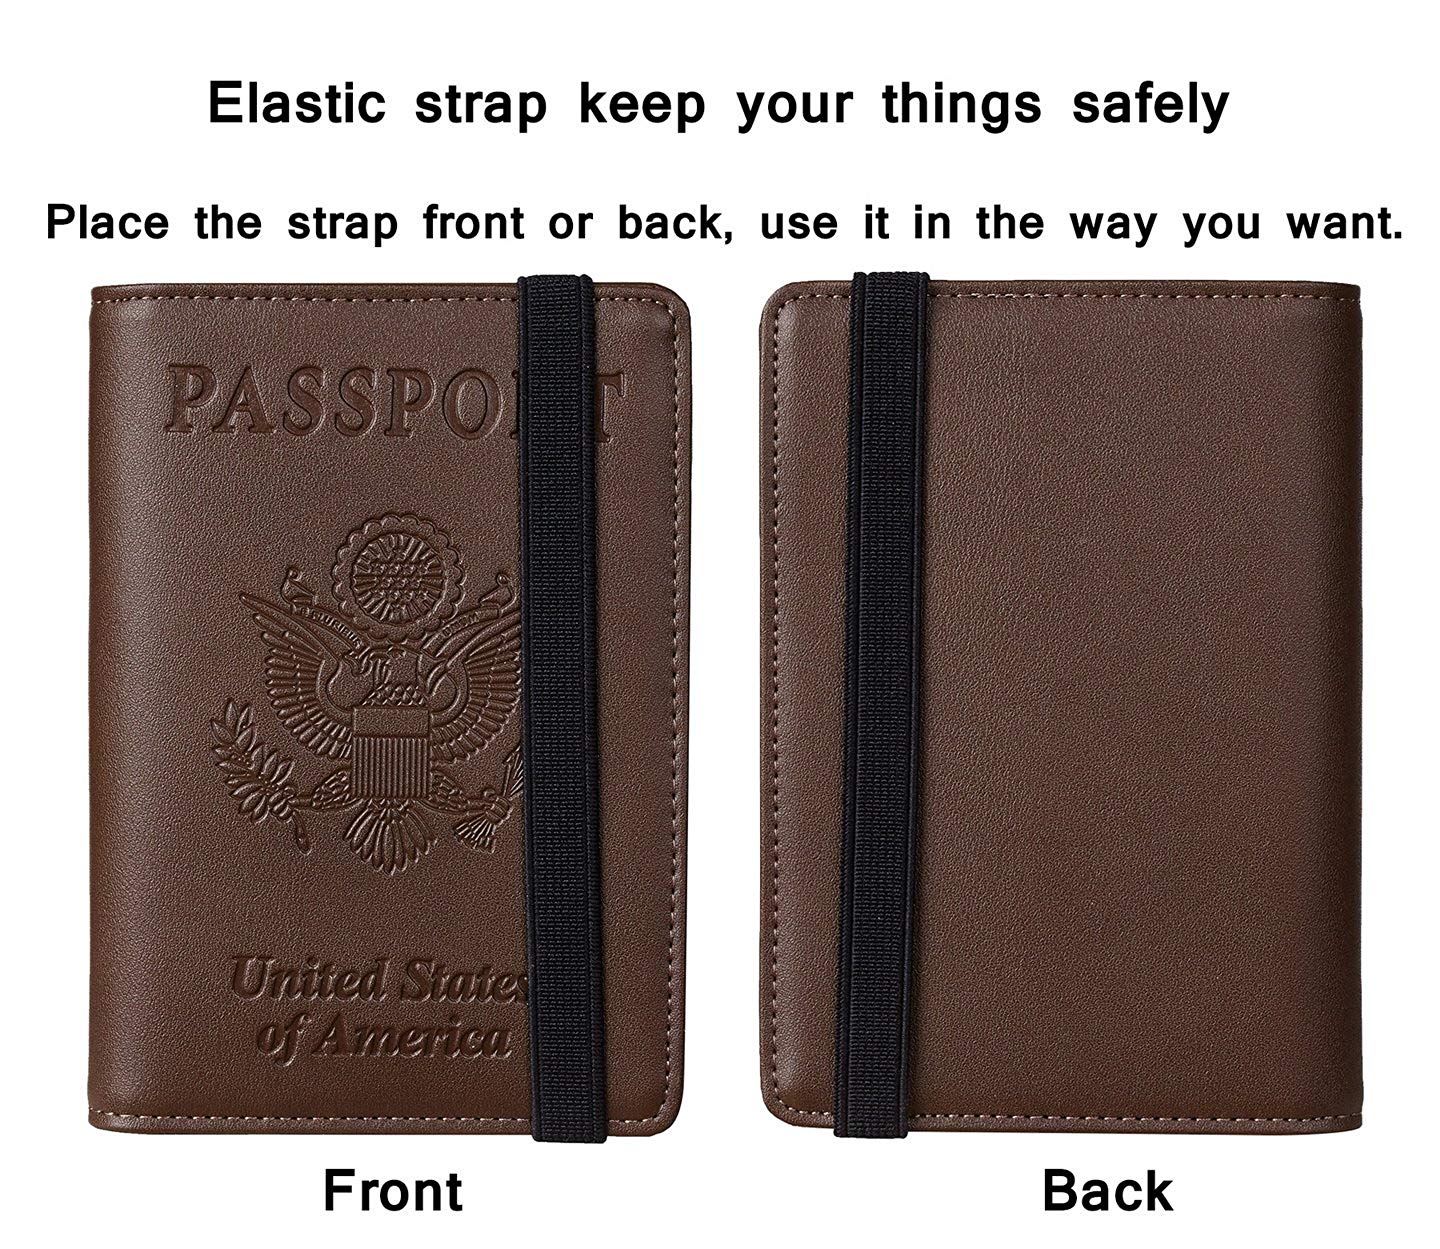 Elastic strap keep your things safely
Place the strap front or back, use it in the way you want.
PASSPORT
PLURIBUS
United States
of America
Front
Back